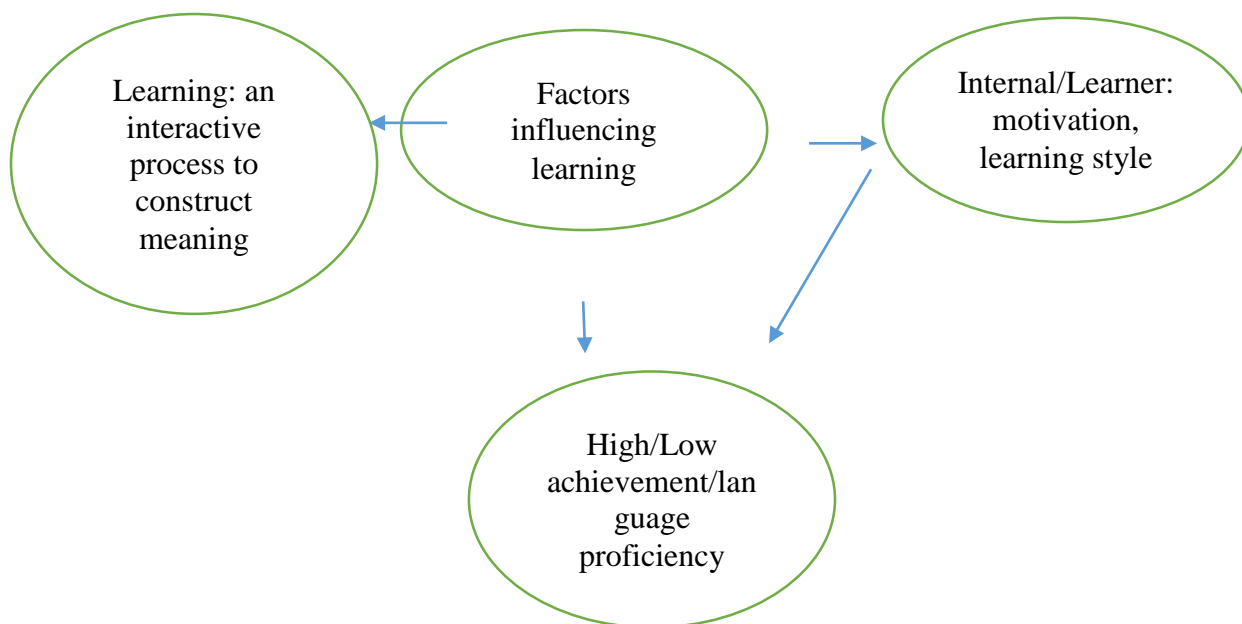 Learning: an
interactive
process to
construct
meaning
Factors
influencing
learning
Internal/Learner:
motivation,
learning style
High/Low
achievement/lan
guage
proficiency